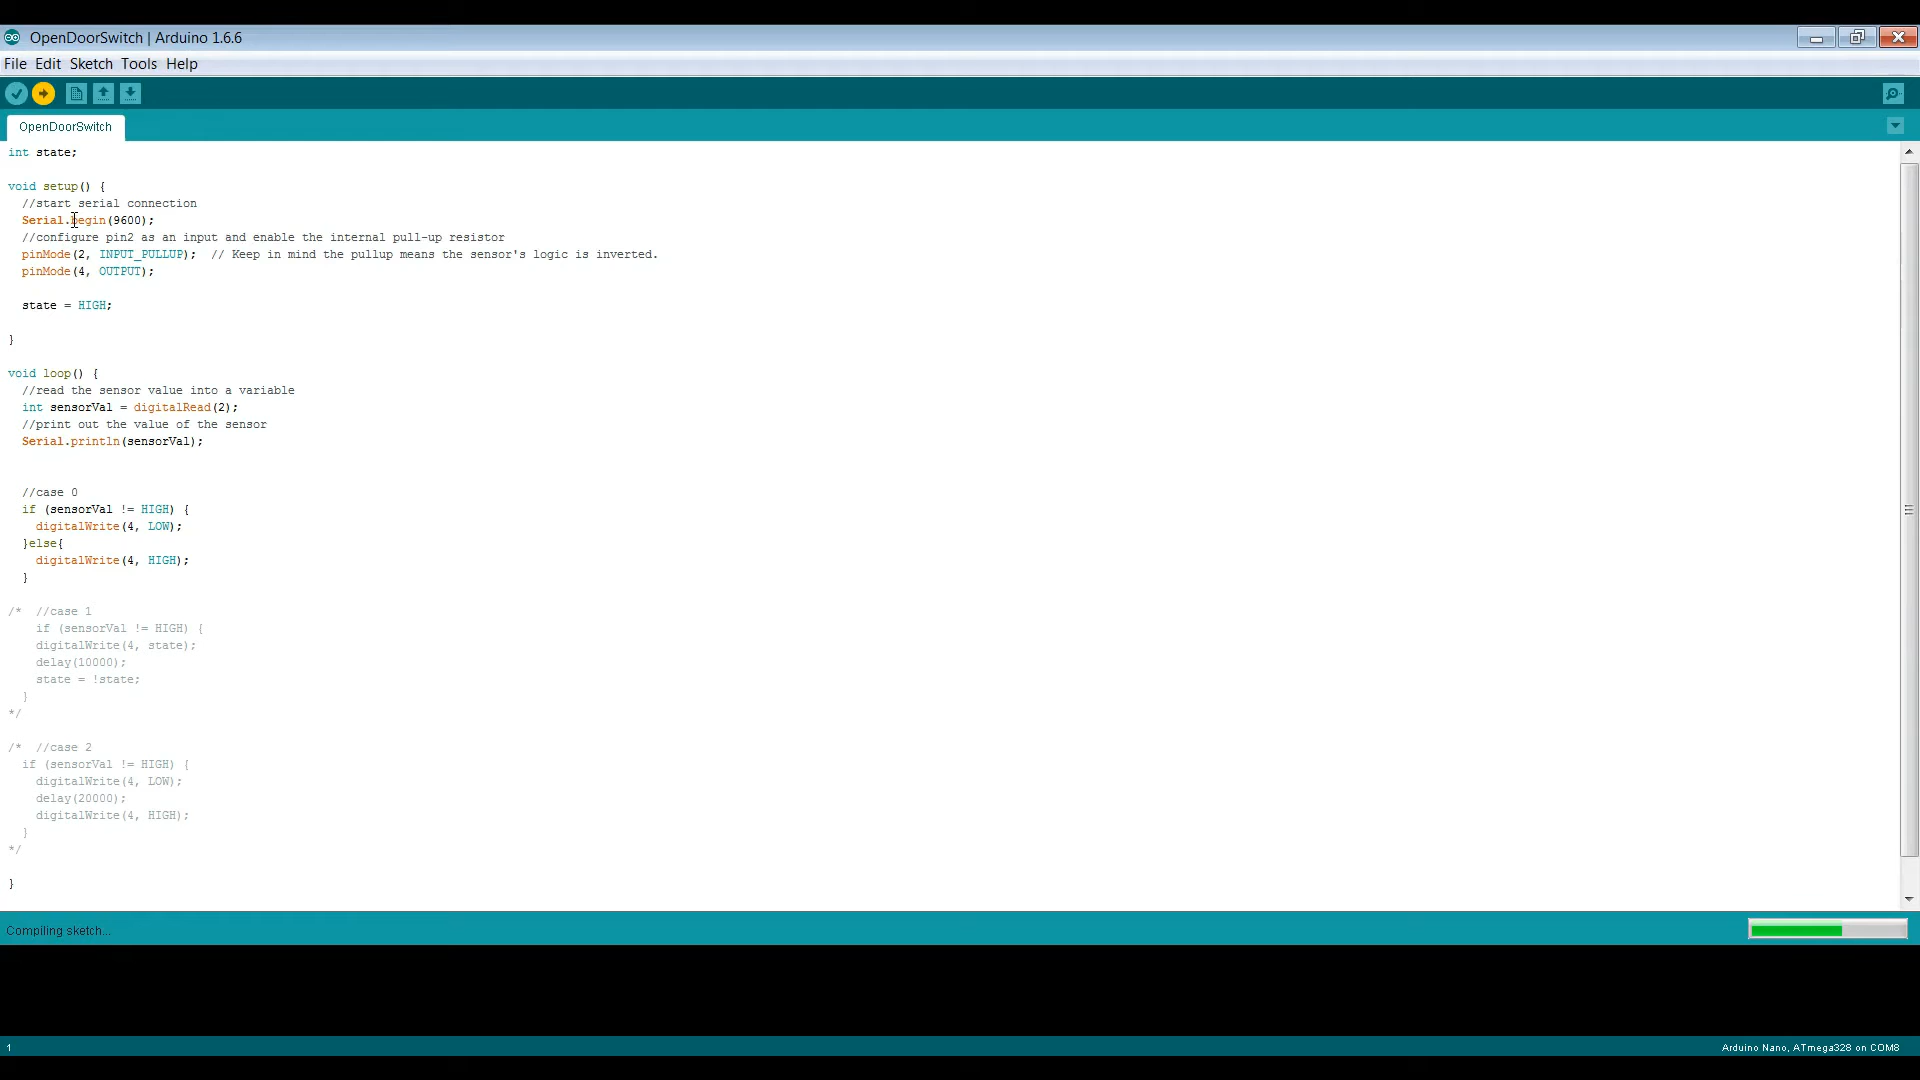 OpenDoorSwitch | Arduino 1.6.6
File Edit Sketch Tools Help
OpenDoorSwitch
int state;
void setup() {
//start serial connection
Serial.begin(9600);
//configure pin2 as an input and enable the internal pull-up resistor
pinMode(2, INPUT_PULLUP);  // Keep in mind the pullup means the sensor's logic is inverted.
pinMode(4, OUTPUT);
state = HIGH;
}
void loop() {
//read the sensor value into a variable
int sensorVal = digitalRead(2);
//print out the value of the sensor
Serial.println(sensorVal);
//case 0
if (sensorVal != HIGH) {
digitalWrite(4, LOW);
}else{
digitalWrite(4, HIGH);
}
/*  //case 1
if (sensorVal != HIGH) {
digitalWrite(4, state);
delay(10000);
state = !state;
}
*/
/*  //case 2
if (sensorVal != HIGH) {
digitalWrite(4, LOW);
delay(20000);
digitalWrite(4, HIGH);
}
*/
}
Compiling sketch...
1
Arduino Nano, ATmega328 on COM8